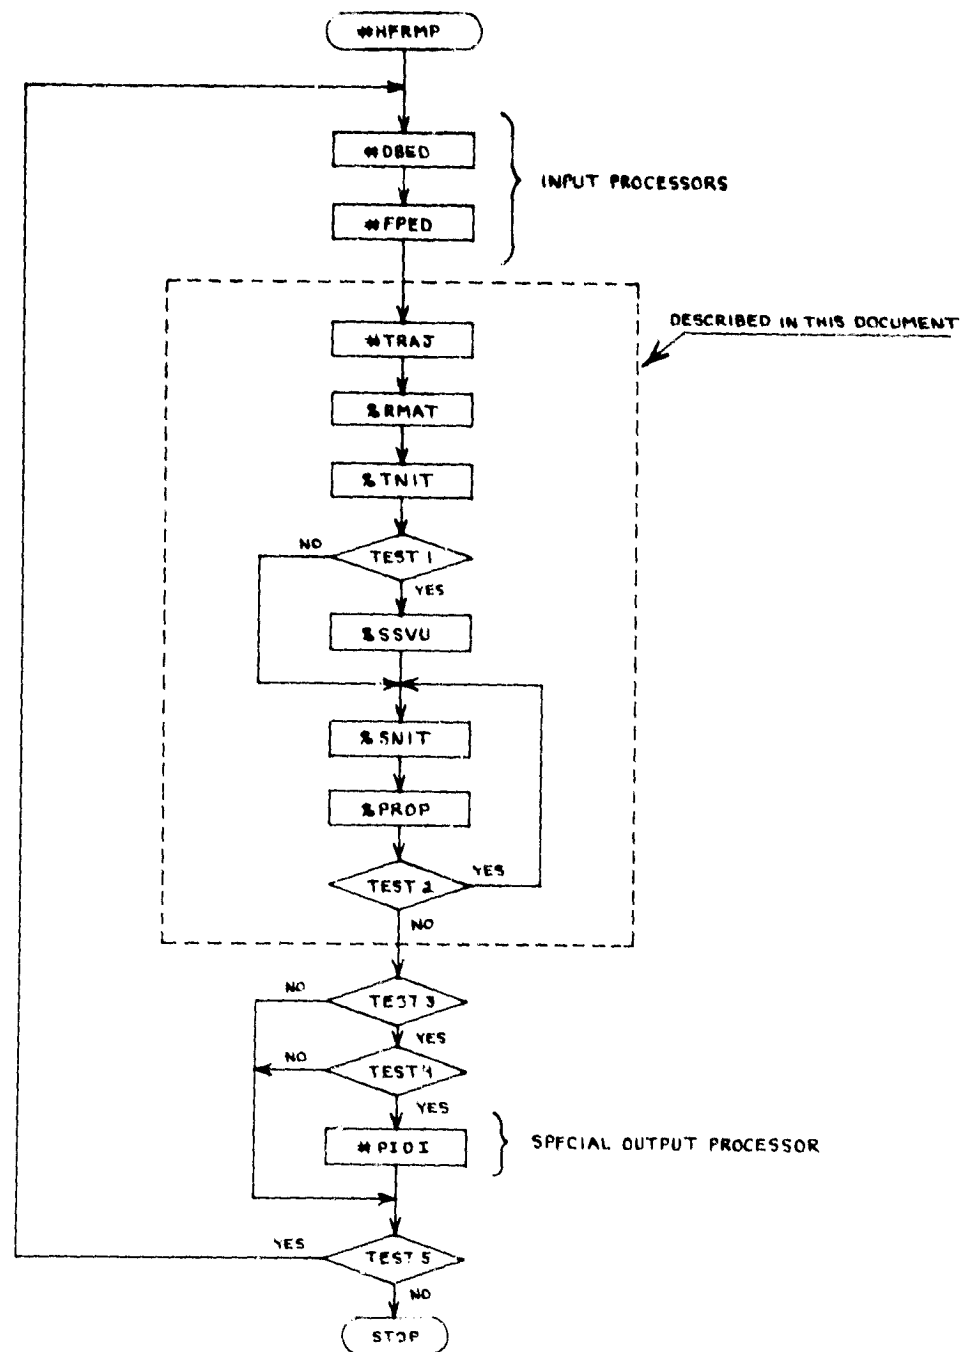 #HFRMP
#DBED
INPUT PROCESSORS
#FPED
DESCRIBED IN THIS DOCUMENT
#TRAJ
%RMAT
%TNIT
NO
TEST 1
YES
%SSVU
%SNIT
%PROP
TEST 2
YES
NO
NO
TEST 3
YES
NO
TEST 4
YES
#PIOI
SPECIAL OUTPUT PROCESSOR
YES
TEST 5
NO
STOP